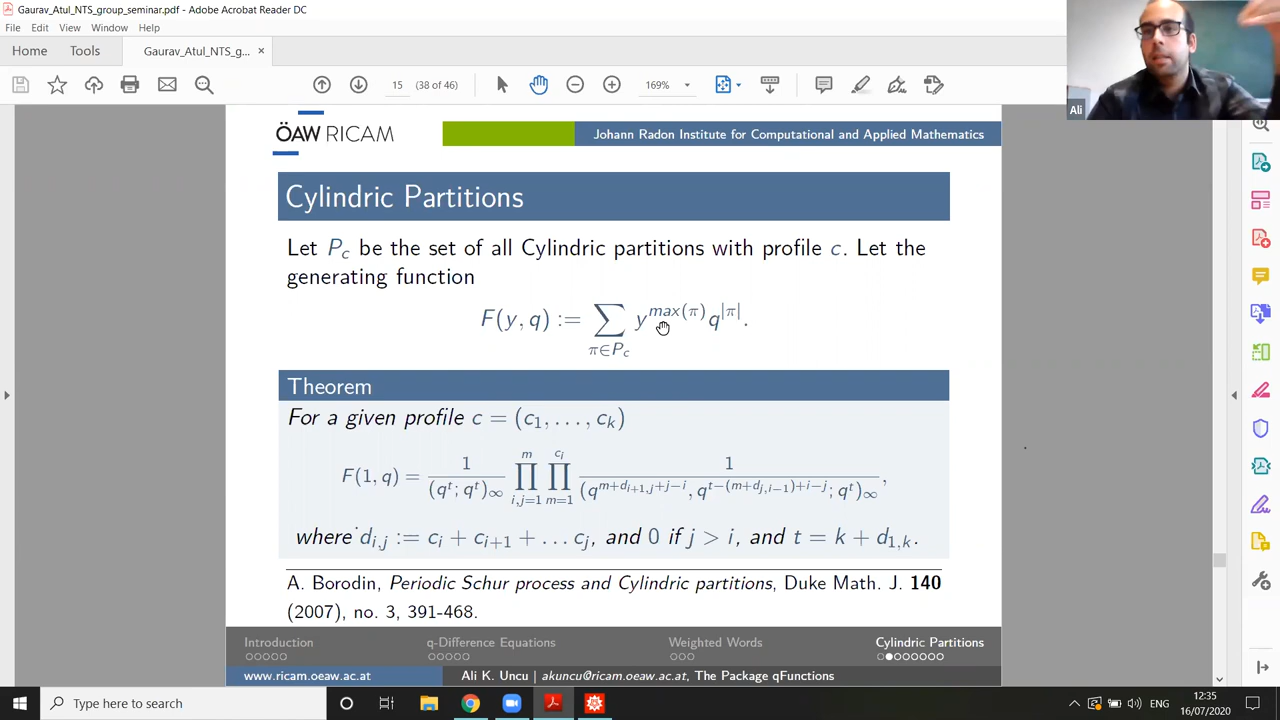 Gaurav_Atul_NTS_group_seminar.pdf - Adobe Acrobat Reader DC
File Edit View Window Help
Home Tools Gaurav_Atul_NTS_g... ×
15 (38 of 46) 169%
Ali
ÖAW RICAM Johann Radon Institute for Computational and Applied Mathematics
Cylindric Partitions
Let P_c be the set of all Cylindric partitions with profile c. Let the
generating function
F(y, q) := ∑_{π∈P_c} y^{max(π)} q^{|π|}.
Theorem
For a given profile c = (c_1, . . . , c_k)
F(1, q) = \frac{1}{(q^t; q^t)_∞} ∏_{i,j=1}^{m} ∏_{m=1}^{c_i} \frac{1}{(q^{m+d_{i+1,j}+j−i}, q^{t−(m+d_{j,i−1})+i−j}; q^t)_∞},
where d_{i,j} := c_i + c_{i+1} + . . . c_j, and 0 if j > i, and t = k + d_{1,k}.
A. Borodin, Periodic Schur process and Cylindric partitions, Duke Math. J. 140
(2007), no. 3, 391-468.
Introduction q-Difference Equations Weighted Words Cylindric Partitions
www.ricam.oeaw.ac.at Ali K. Uncu | akuncu@ricam.oeaw.ac.at, The Package qFunctions
Type here to search
ENG
12:35
16/07/2020